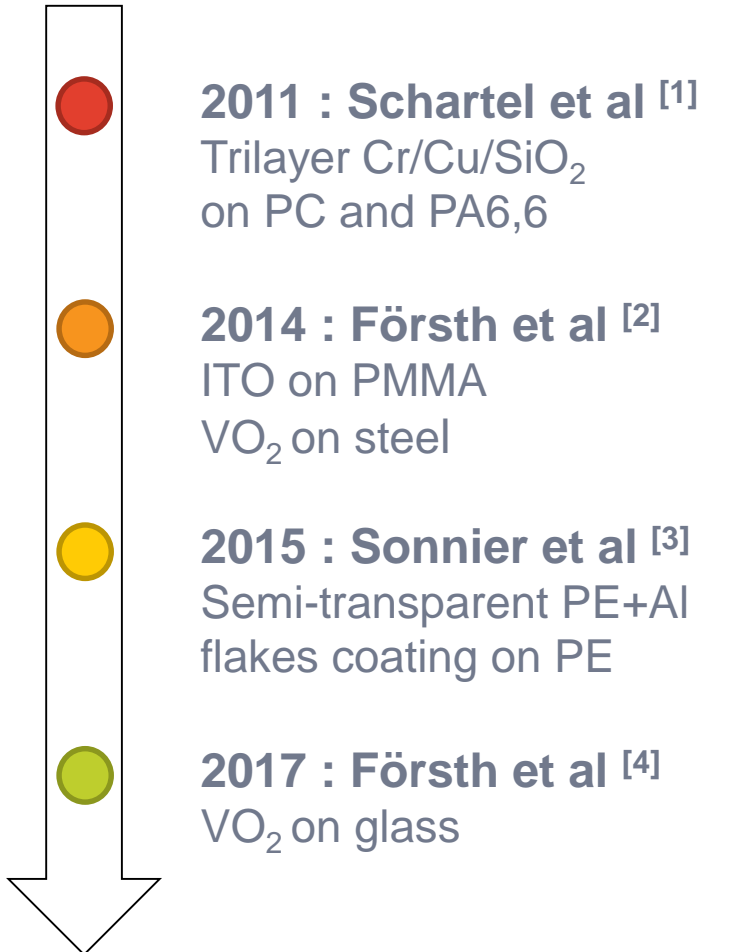 2011 : Schartel et al [1]
Trilayer Cr/Cu/SiO₂
on PC and PA6,6
2014 : Försth et al [2]
ITO on PMMA
VO₂ on steel
2015 : Sonnier et al [3]
Semi-transparent PE+Al
flakes coating on PE
2017 : Försth et al [4]
VO₂ on glass